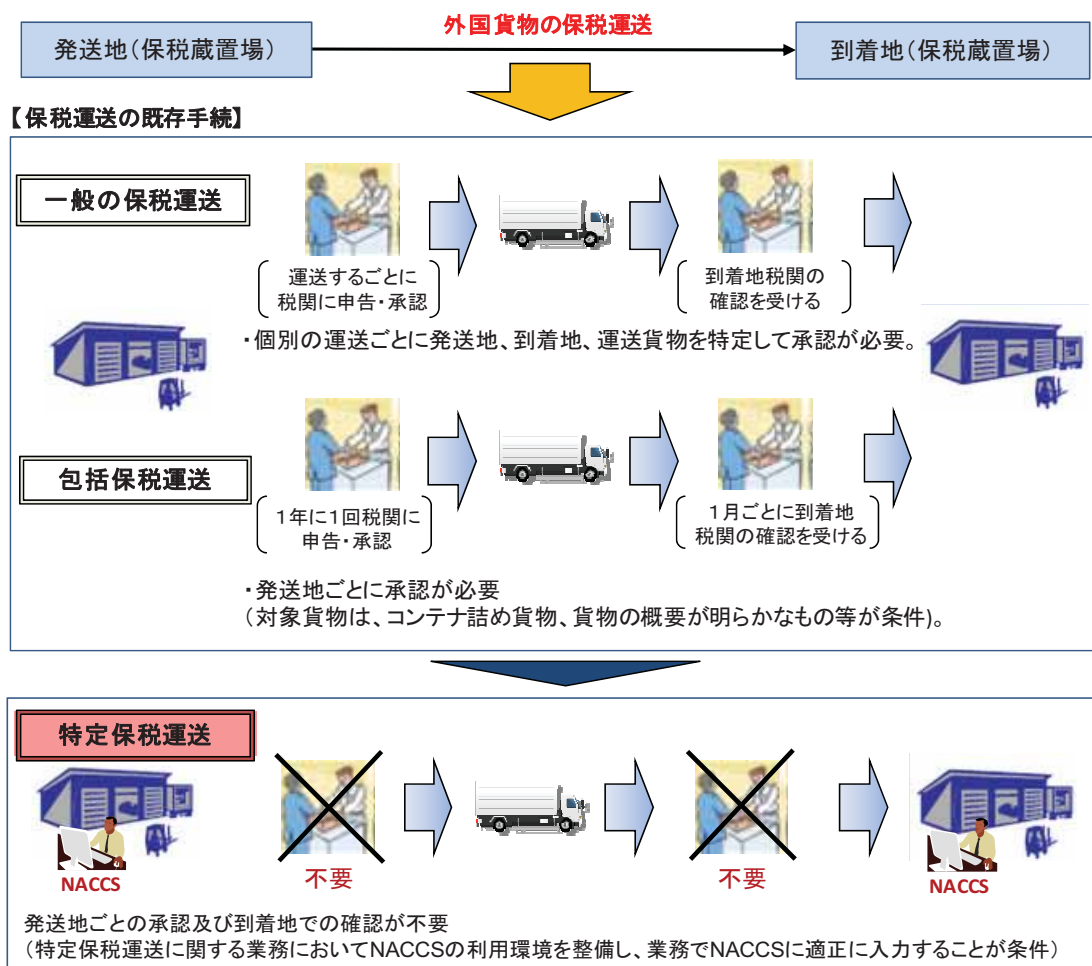 外国貨物の保税運送
発送地(保税蔵置場)
到着地(保税蔵置場)
【保税運送の既存手続】
一般の保税運送
運送するごとに
税関に申告・承認
到着地税関の
確認を受ける
・個別の運送ごとに発送地、到着地、運送貨物を特定して承認が必要。
包括保税運送
1年に1回税関に
申告・承認
1月ごとに到着地
税関の確認を受ける
・発送地ごとに承認が必要
(対象貨物は、コンテナ詰め貨物、貨物の概要が明らかなもの等が条件)。
特定保税運送
不要
不要
NACCS
NACCS
発送地ごとの承認及び到着地での確認が不要
(特定保税運送に関する業務においてNACCSの利用環境を整備し、業務でNACCSに適正に入力することが条件)